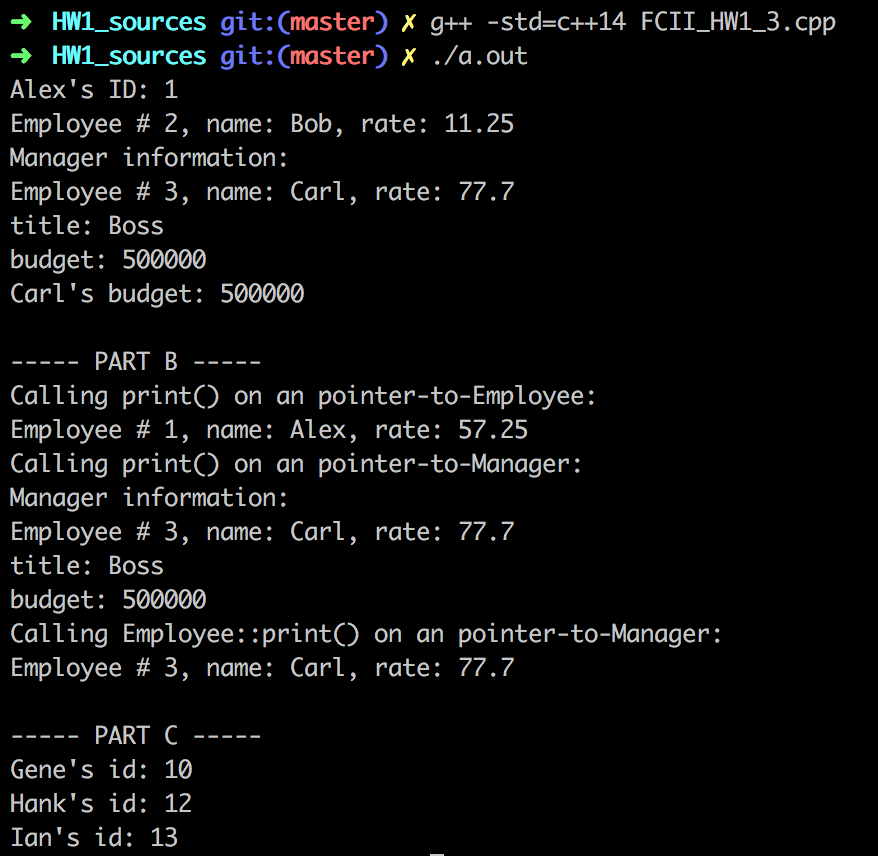 ➜ HW1_sources git:(master) ✗ g++ -std=c++14 FCII_HW1_3.cpp
➜ HW1_sources git:(master) ✗ ./a.out
Alex's ID: 1
Employee # 2, name: Bob, rate: 11.25
Manager information:
Employee # 3, name: Carl, rate: 77.7
title: Boss
budget: 500000
Carl's budget: 500000
----- PART B -----
Calling print() on an pointer-to-Employee:
Employee # 1, name: Alex, rate: 57.25
Calling print() on an pointer-to-Manager:
Manager information:
Employee # 3, name: Carl, rate: 77.7
title: Boss
budget: 500000
Calling Employee::print() on an pointer-to-Manager:
Employee # 3, name: Carl, rate: 77.7
----- PART C -----
Gene's id: 10
Hank's id: 12
Ian's id: 13